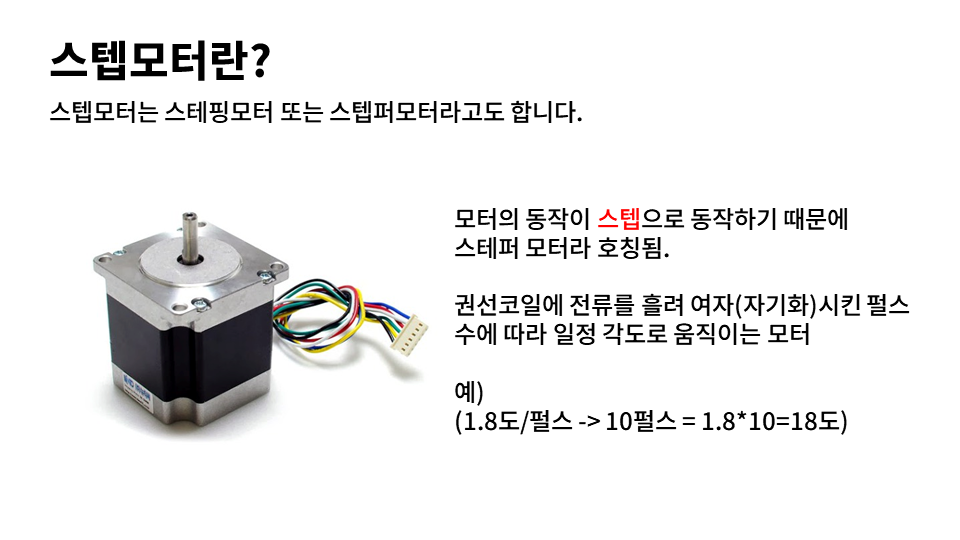 스텝모터란?
스텝모터는 스테핑모터 또는 스텝퍼모터라고도 합니다.
모터의 동작이 스텝으로 동작하기 때문에
스테퍼 모터라 호칭됨.
권선코일에 전류를 흘려 여자(자기화)시킨 펄스
수에 따라 일정 각도로 움직이는 모터
예)
(1.8도/펄스 -> 10펄스 = 1.8*10=18도)